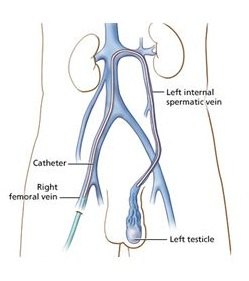 Left internal
spermatic vein
Catheter
Right
femoral vein
Left testicle